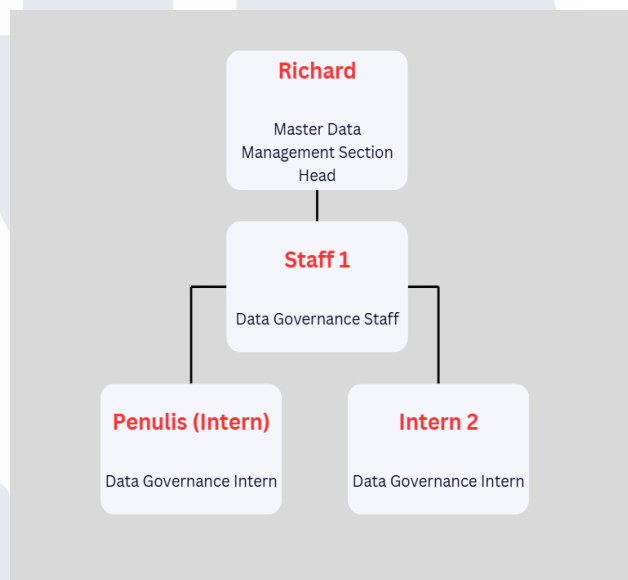 Richard
Master Data
Management Section
Head
Staff 1
Data Governance Staff
Penulis (Intern)
Data Governance Intern
Intern 2
Data Governance Intern